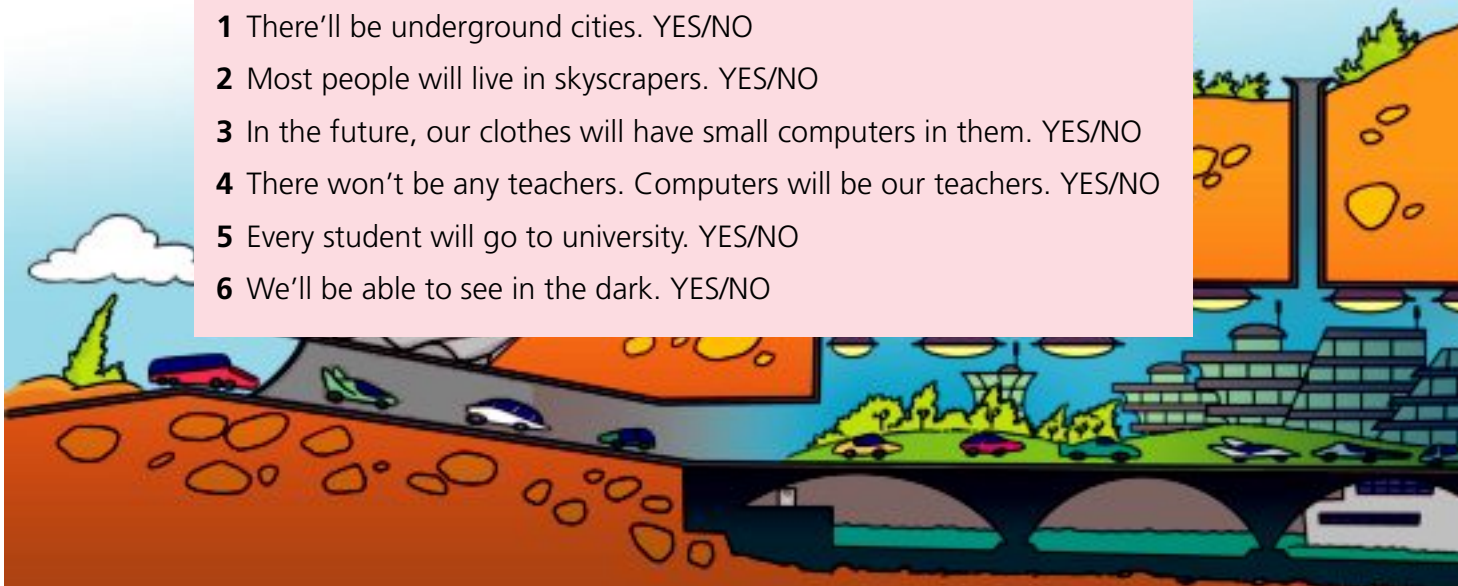 1 There’ll be underground cities. YES/NO
2 Most people will live in skyscrapers. YES/NO
3 In the future, our clothes will have small computers in them. YES/NO
4 There won’t be any teachers. Computers will be our teachers. YES/NO
5 Every student will go to university. YES/NO
6 We’ll be able to see in the dark. YES/NO